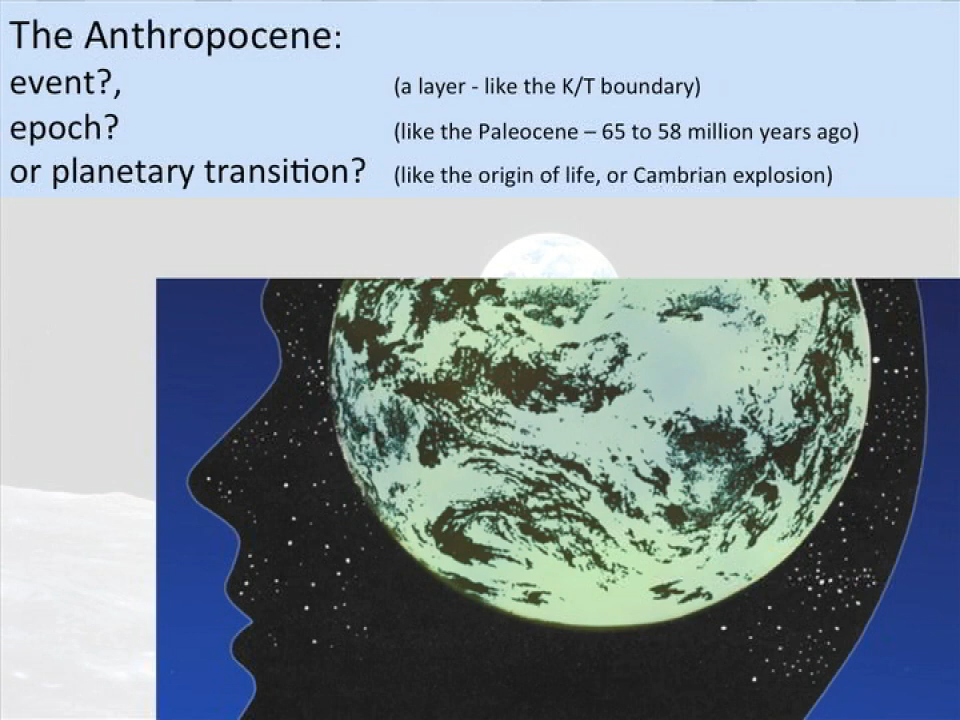 The Anthropocene:
event?, (a layer - like the K/T boundary)
epoch? (like the Paleocene – 65 to 58 million years ago)
or planetary transition? (like the origin of life, or Cambrian explosion)